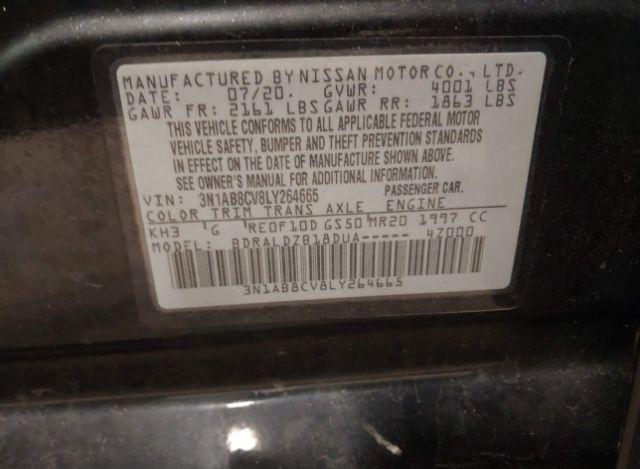 MANUFACTURED BY NISSAN MOTOR CO., LTD.
DATE: 07/20. GVWR: 4001 LBS
GAWR FR: 2161 LBS GAWR RR: 1863 LBS
THIS VEHICLE CONFORMS TO ALL APPLICABLE FEDERAL MOTOR
VEHICLE SAFETY, BUMPER AND THEFT PREVENTION STANDARDS
IN EFFECT ON THE DATE OF MANUFACTURE SHOWN ABOVE.
SEE OWNER'S MANUAL FOR ADDITIONAL INFORMATION.
VIN: 3N1AB8CV8LY264665 PASSENGER CAR.
COLOR TRIM TRANS AXLE ENGINE
KH3 'G 'RE0F10D GS50 'MR20 1997 CC
MODEL: BDRALDZB18DUA----- 4Z000
3N1AB8CV8LY264665